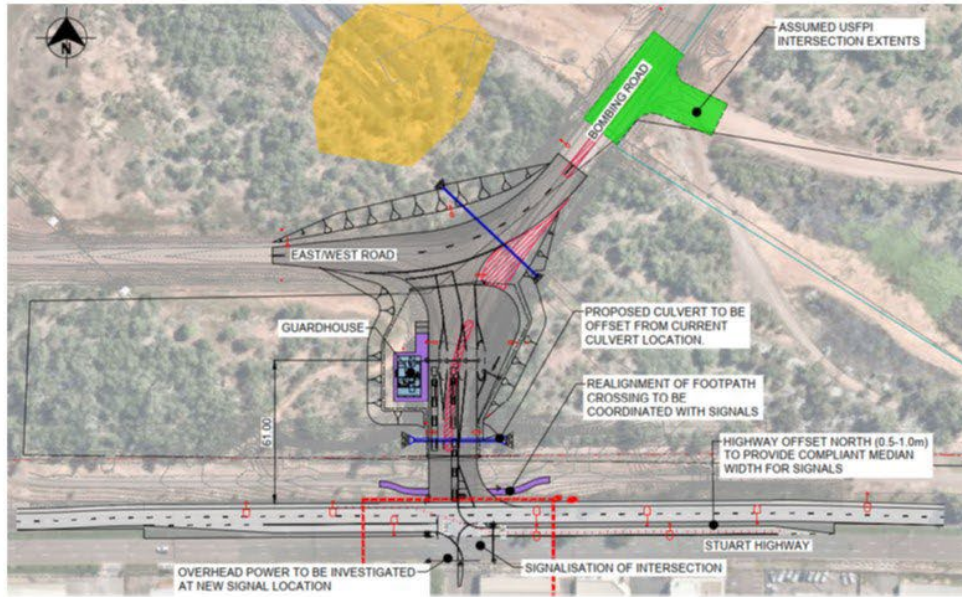 N
ASSUMED USFPI
INTERSECTION EXTENTS
BOMBING ROAD
EAST/WEST ROAD
GUARDHOUSE
PROPOSED CULVERT TO BE
OFFSET FROM CURRENT
CULVERT LOCATION.
REALIGNMENT OF FOOTPATH
CROSSING TO BE
COORDINATED WITH SIGNALS
61.00
HIGHWAY OFFSET NORTH (0.5-1.0m)
TO PROVIDE COMPLIANT MEDIAN
WIDTH FOR SIGNALS
STUART HIGHWAY
OVERHEAD POWER TO BE INVESTIGATED
AT NEW SIGNAL LOCATION
SIGNALISATION OF INTERSECTION